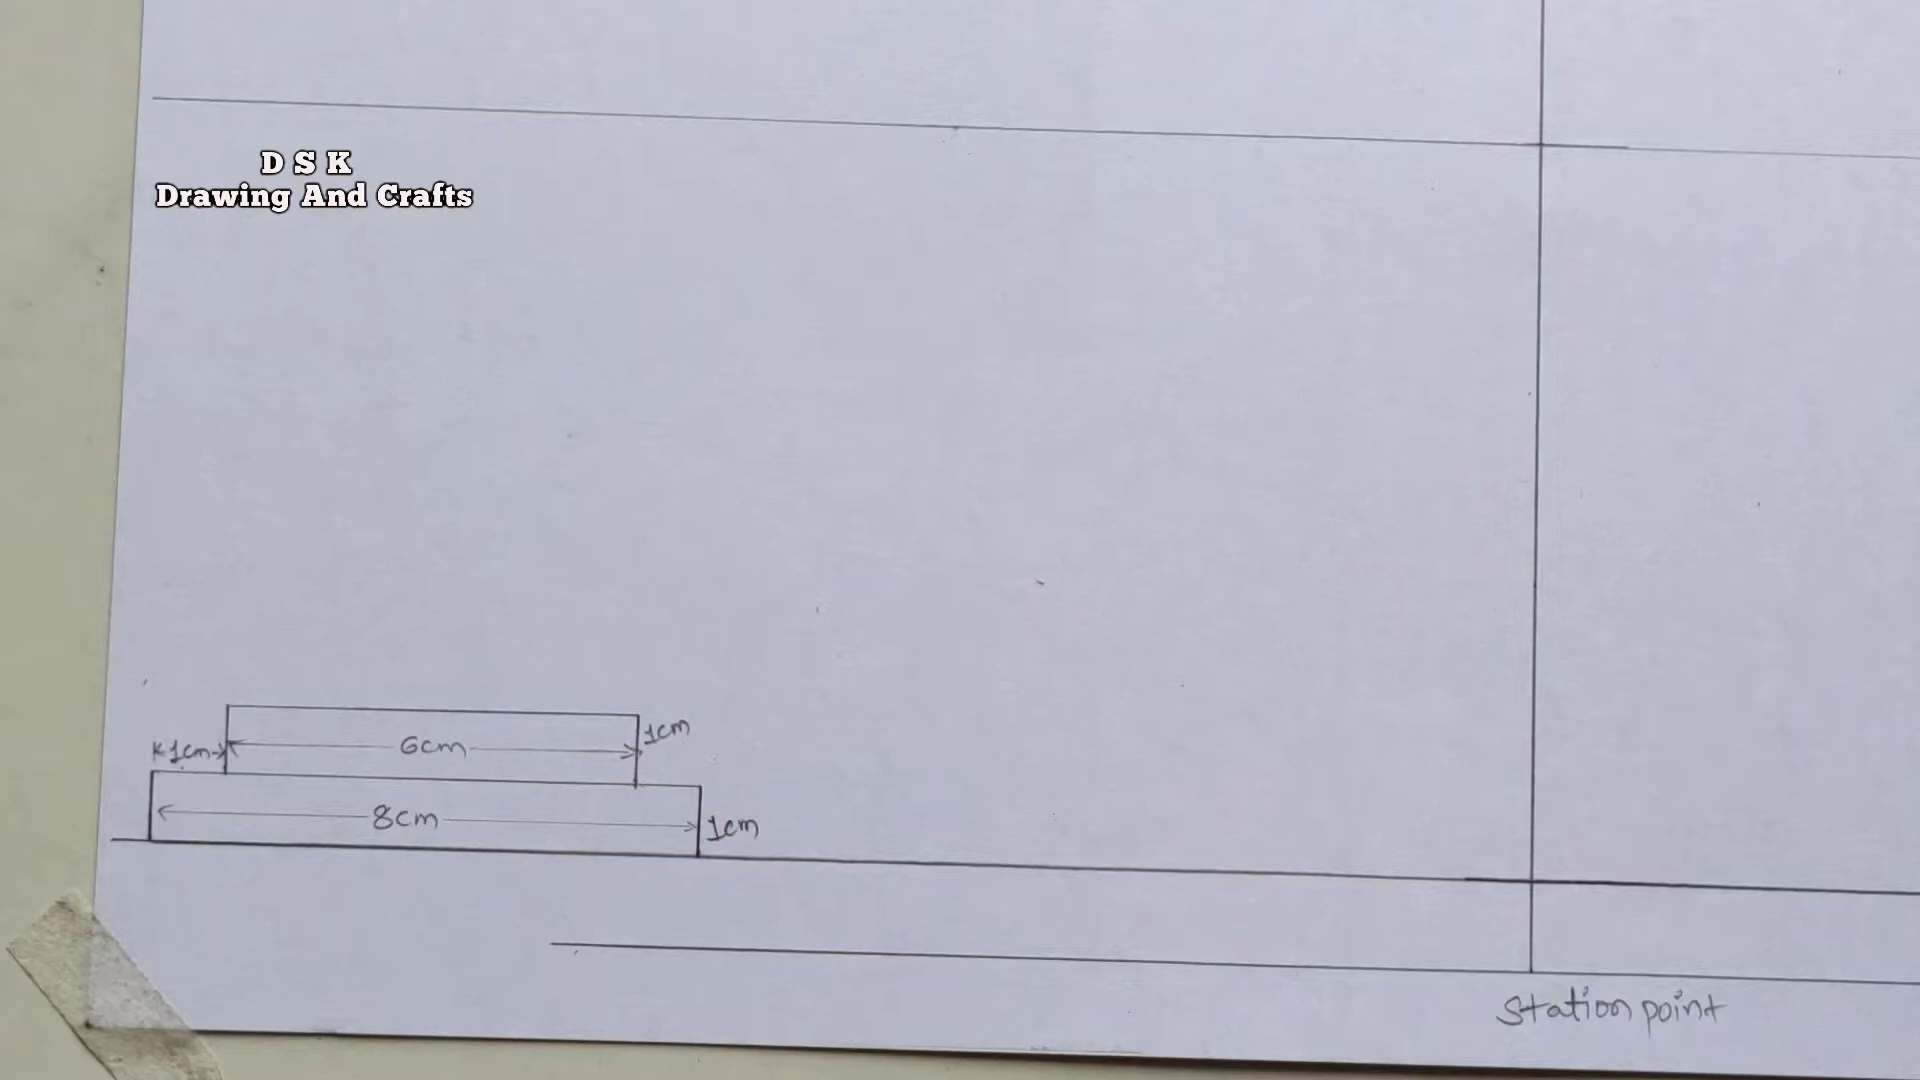 D S K
Drawing And Crafts
1cm
6cm
1cm
8cm
1cm
Station point